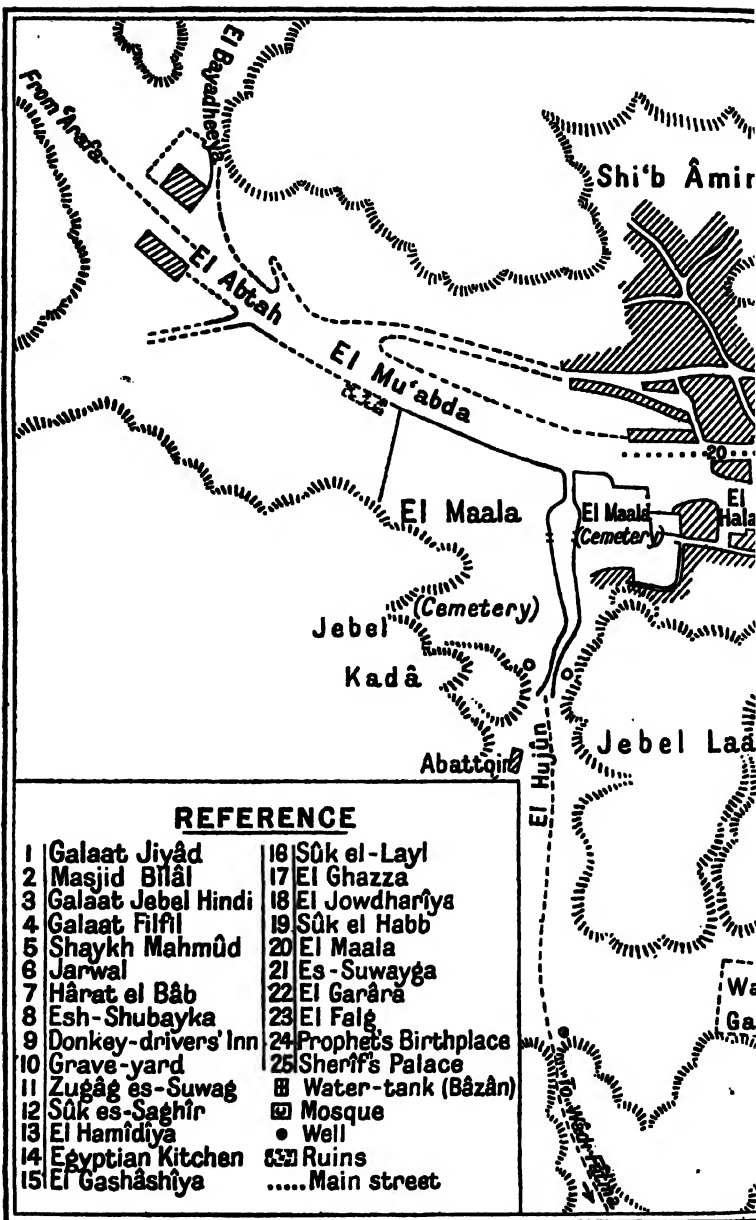 El Bayadheeya
From 'Arafa
Shi'b Âmir
El Abtah
El Mu'abda
20
El Maala
El Maala
(Cemetery)
El
Hala
(Cemetery)
Jebel
Kadâ
Jebel Laa
Abattoir
El Hujûn
Wa
Ga
To Wâdi Fatma
REFERENCE
1 Galaat Jiyâd
2 Masjid Bilâl
3 Galaat Jebel Hindi
4 Galaat Filfil
5 Shaykh Mahmûd
6 Jarwal
7 Hârat el Bâb
8 Esh-Shubayka
9 Donkey-drivers' Inn
10 Grave-yard
11 Zugâg es-Suwag
12 Sûk es-Saghîr
13 El Hamîdîya
14 Egyptian Kitchen
15 El Gashâshîya
16 Sûk el-Layl
17 El Ghazza
18 El Jowdharîya
19 Sûk el Habb
20 El Maala
21 Es-Suwayga
22 El Garâra
23 El Falg
24 Prophet's Birthplace
25 Sherîf's Palace
Water-tank (Bâzân)
Mosque
Well
Ruins
.....Main street